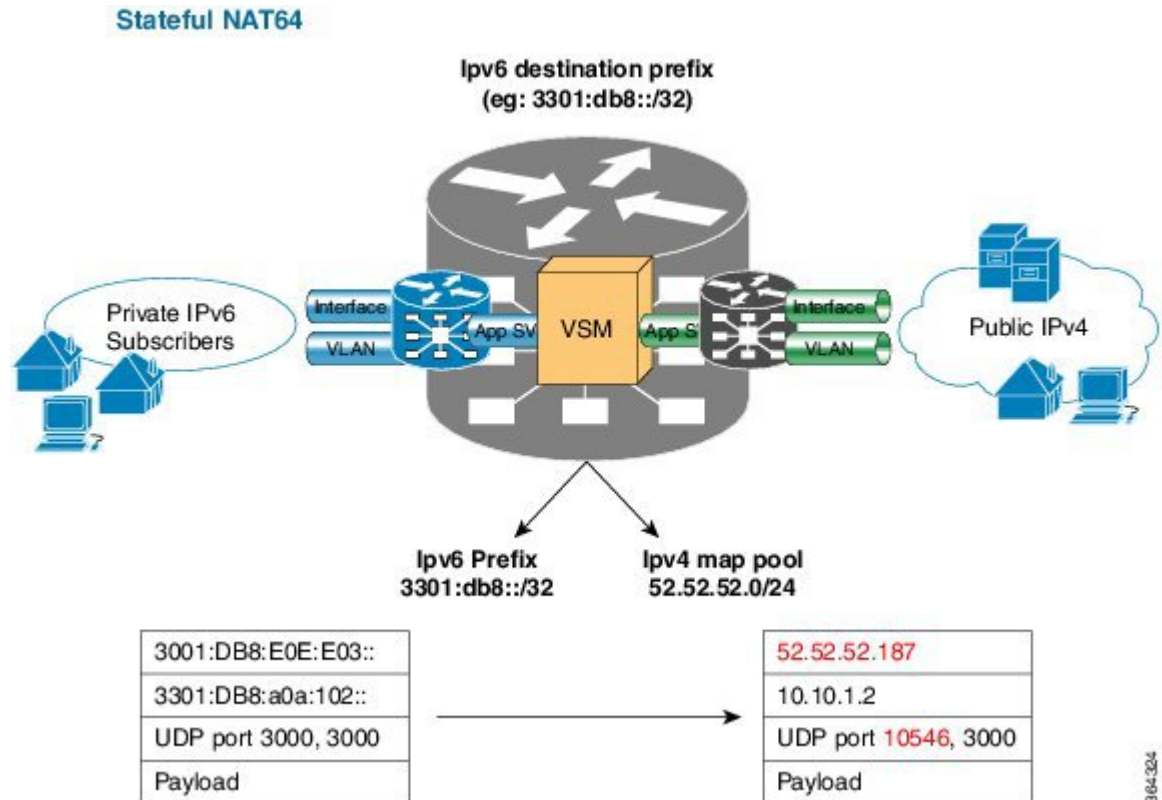 Stateful NAT64
Ipv6 destination prefix
(eg: 3301:db8::/32)
Private IPv6
Subscribers
Interface
VLAN
App SV
VSM
App S
Interface
VLAN
Public IPv4
Ipv6 Prefix
3301:db8::/32
Ipv4 map pool
52.52.52.0/24
3001:DB8:E0E:E03::
3301:DB8:a0a:102::
UDP port 3000, 3000
Payload
52.52.52.187
10.10.1.2
UDP port 10546, 3000
Payload
364324